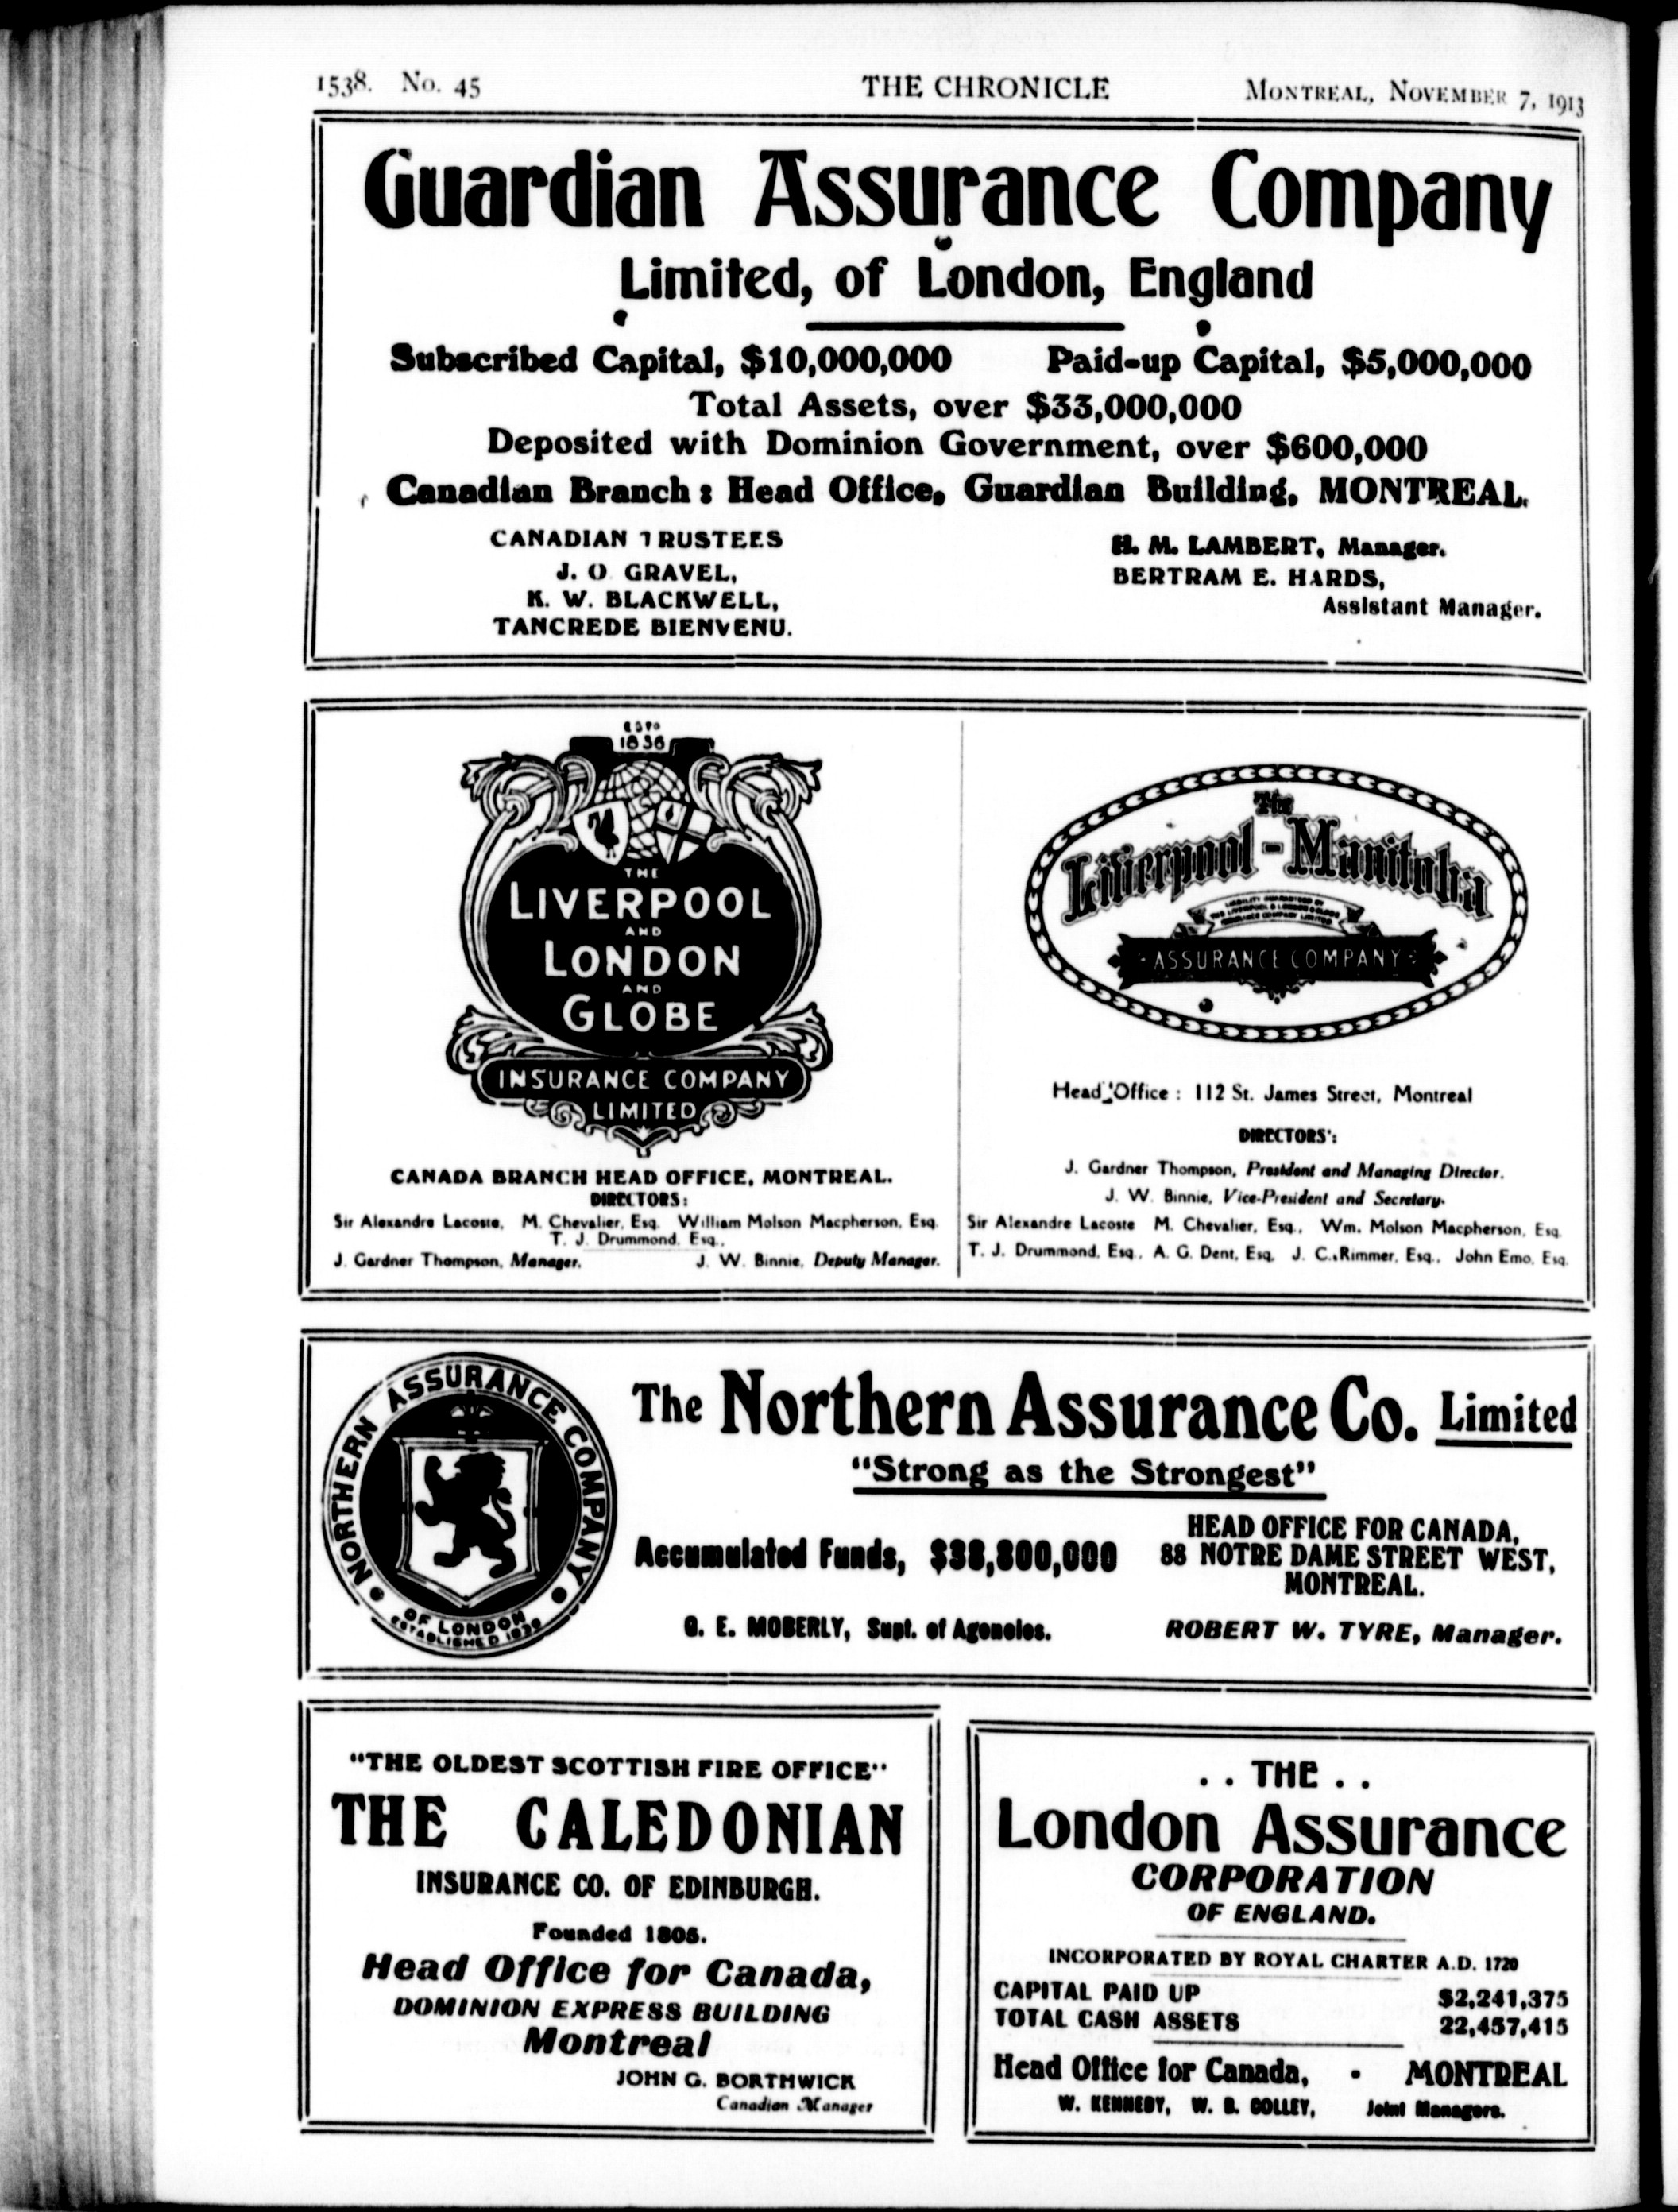 1538. No. 45 THE CHRONICLE MONTREAL, NOVEMBER 7, 1913
Guardian Assurance Company
Limited, of London, England
Subscribed Capital, $10,000,000 Paid-up Capital, $5,000,000
Total Assets, over $33,000,000
Deposited with Dominion Government, over $600,000
Canadian Branch: Head Office, Guardian Building, MONTREAL.
CANADIAN TRUSTEES
J. O. GRAVEL,
K. W. BLACKWELL,
TANCREDE BIENVENU.
H. M. LAMBERT, Manager.
BERTRAM E. HARDS,
Assistant Manager.
ESTD
1836
THE
LIVERPOOL
AND
LONDON
AND
GLOBE
INSURANCE COMPANY
LIMITED
CANADA BRANCH HEAD OFFICE, MONTREAL.
DIRECTORS:
Sir Alexandre Lacoste, M. Chevalier, Esq. William Molson Macpherson, Esq.
T. J. Drummond, Esq.,
J. Gardner Thompson, Manager. J. W. Binnie, Deputy Manager.
The
Liverpool-Manitoba
LIABILITY GUARANTEED BY
THE LIVERPOOL & LONDON & GLOBE
INSURANCE COMPANY LIMITED
ASSURANCE COMPANY
Head Office: 112 St. James Street, Montreal
DIRECTORS:
J. Gardner Thompson, President and Managing Director.
J. W. Binnie, Vice-President and Secretary.
Sir Alexandre Lacoste M. Chevalier, Esq., Wm. Molson Macpherson, Esq.
T. J. Drummond, Esq., A. G. Dent, Esq. J. C. Rimmer, Esq., John Emo, Esq.
NORTHERN ASSURANCE COMPANY
OF LONDON
ESTABLISHED 1836
The Northern Assurance Co. Limited
"Strong as the Strongest"
Accumulated Funds, $38,800,000
HEAD OFFICE FOR CANADA,
88 NOTRE DAME STREET WEST,
MONTREAL.
G. E. MOBERLY, Supt. of Agencies. ROBERT W. TYRE, Manager.
"THE OLDEST SCOTTISH FIRE OFFICE"
THE CALEDONIAN
INSURANCE CO. OF EDINBURGH.
Founded 1805.
Head Office for Canada,
DOMINION EXPRESS BUILDING
Montreal
JOHN G. BORTHWICK
Canadian Manager
. . THE . .
London Assurance
CORPORATION
OF ENGLAND.
INCORPORATED BY ROYAL CHARTER A.D. 1720
CAPITAL PAID UP $2,241,375
TOTAL CASH ASSETS 22,457,415
Head Office for Canada, - MONTREAL
W. KENNEDY, W. B. COLLEY, Joint Managers.